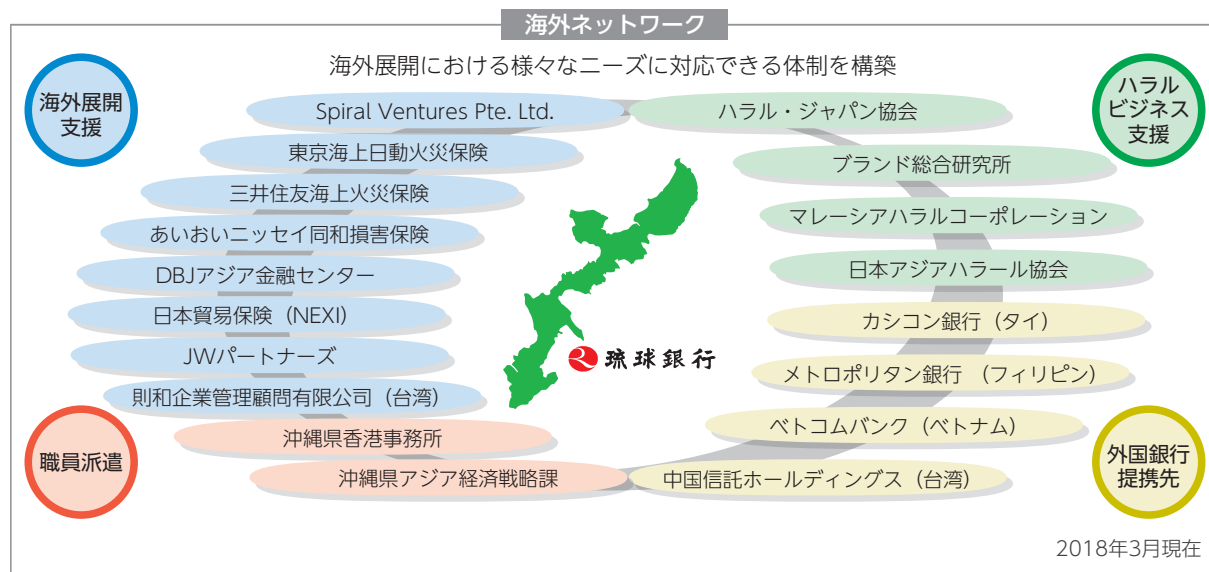 海外ネットワーク
海外展開における様々なニーズに対応できる体制を構築
海外展開
支援
Spiral Ventures Pte. Ltd.
東京海上日動火災保険
三井住友海上火災保険
あいおいニッセイ同和損害保険
DBJアジア金融センター
日本貿易保険（NEXI）
JWパートナーズ
則和企業管理顧問有限公司（台湾）
ハラル
ビジネス
支援
ハラル・ジャパン協会
ブランド総合研究所
マレーシアハラルコーポレーション
日本アジアハラール協会
琉球銀行
職員派遣
沖縄県香港事務所
沖縄県アジア経済戦略課
カシコン銀行（タイ）
メトロポリタン銀行 （フィリピン）
ベトコムバンク（ベトナム）
中国信託ホールディングス（台湾）
外国銀行
提携先
2018年3月現在